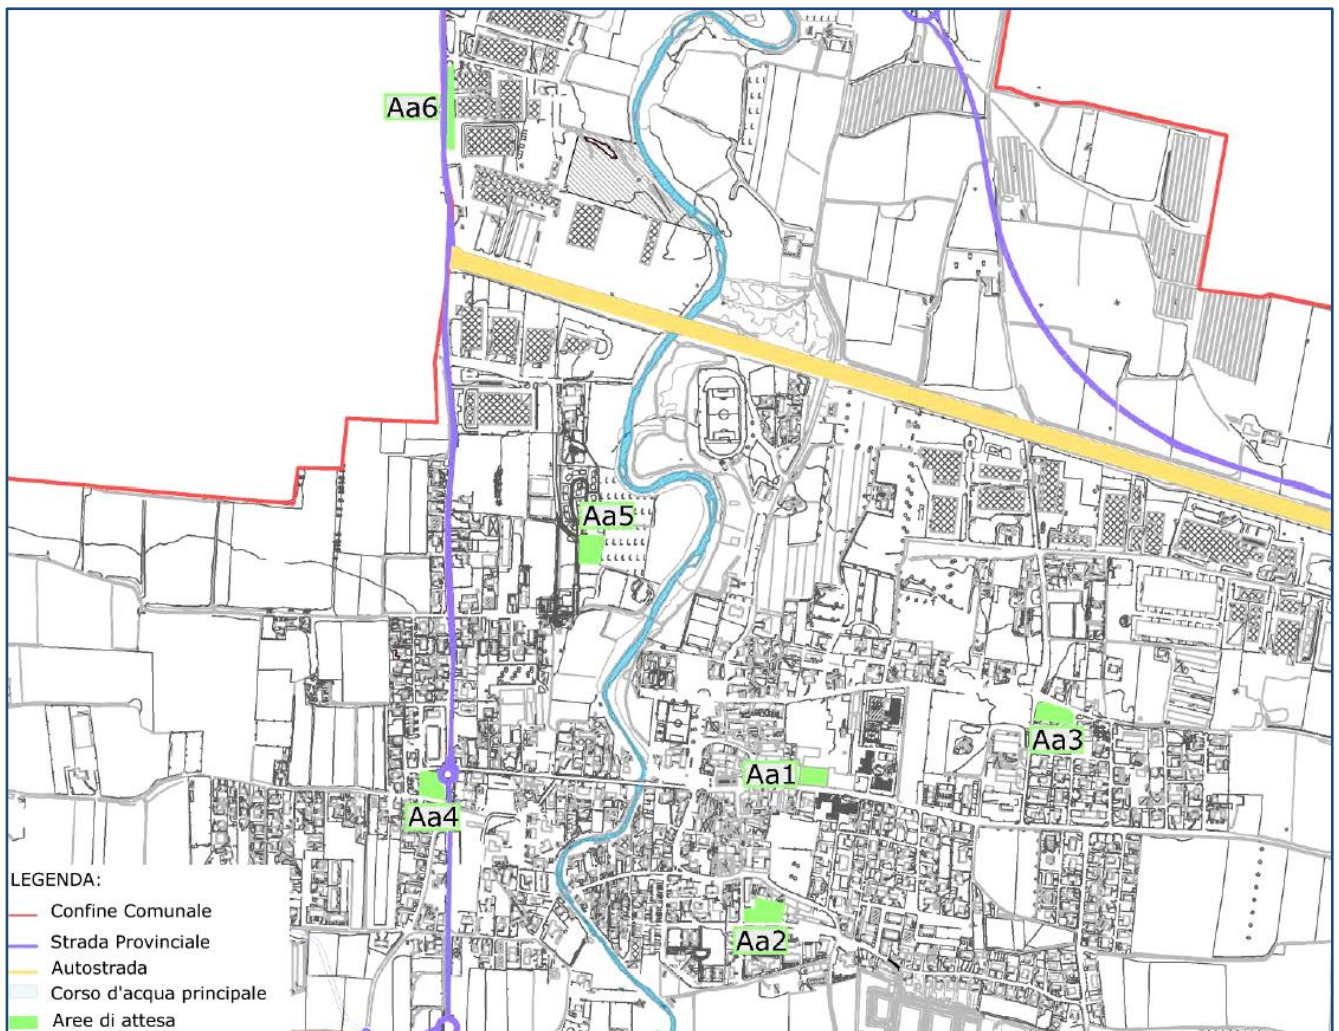 Aa6
Aa5
Aa3
Aa1
Aa4
Aa2
LEGENDA:
Confine Comunale
Strada Provinciale
Autostrada
Corso d'acqua principale
Aree di attesa